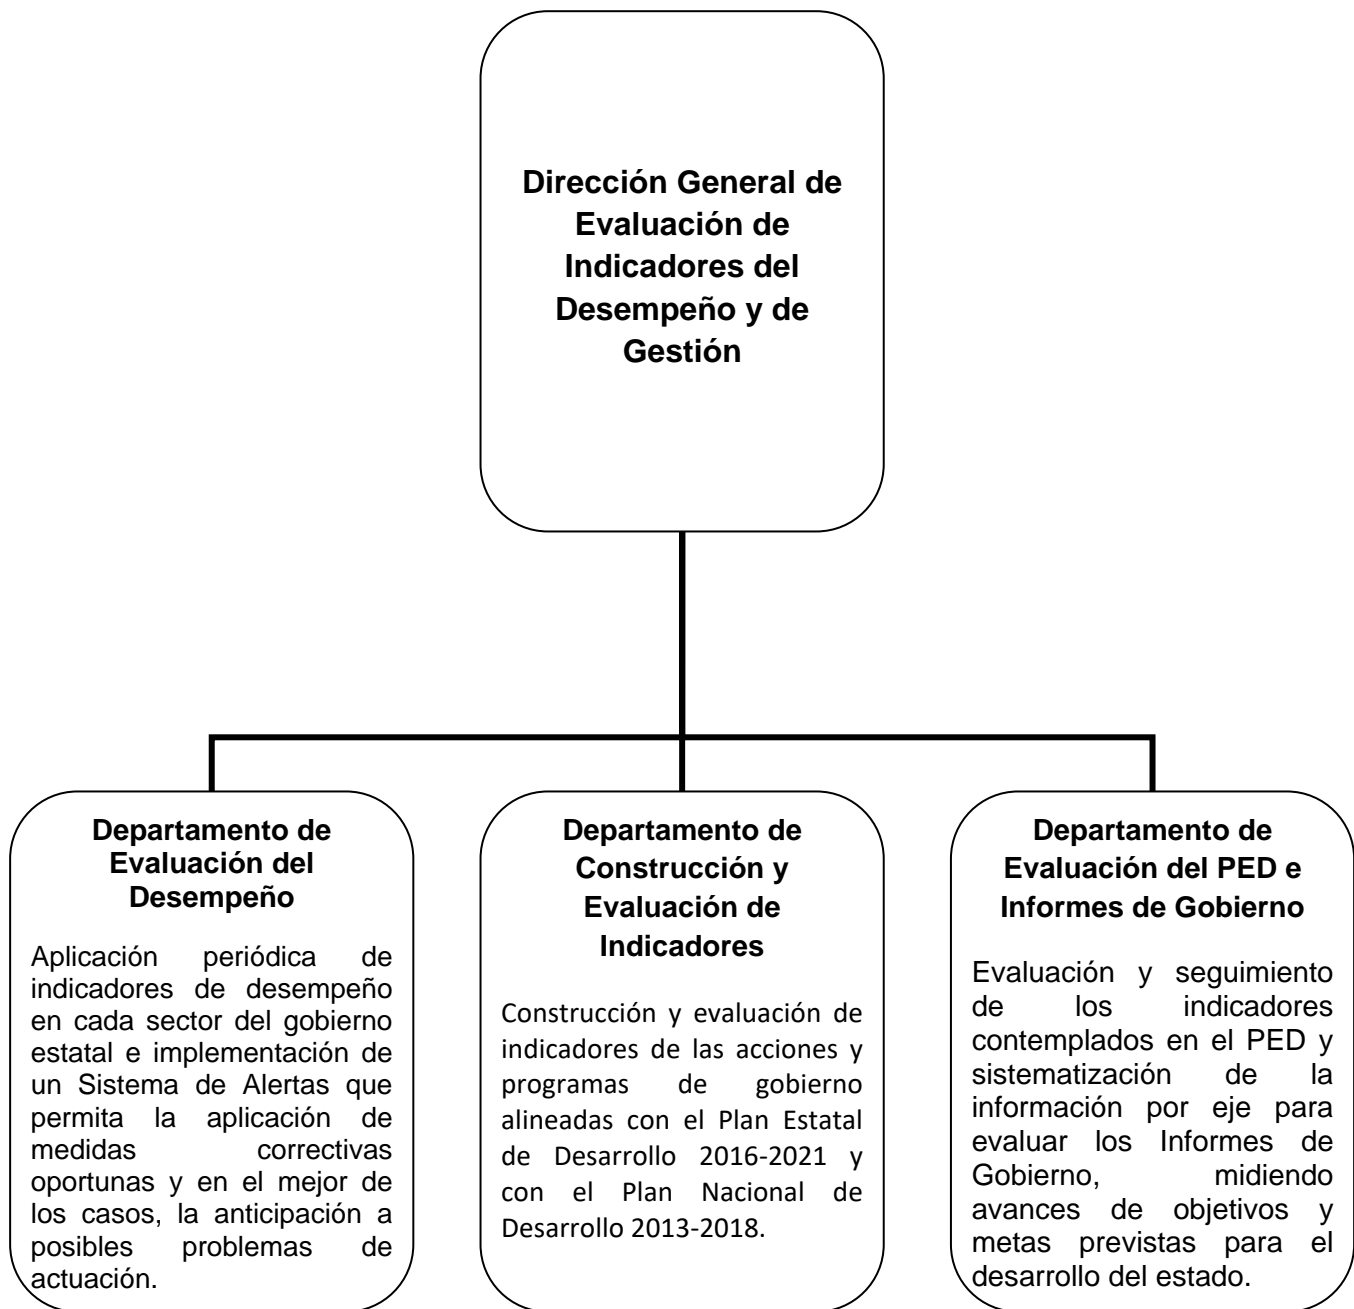 Dirección General de
Evaluación de
Indicadores del
Desempeño y de
Gestión
Departamento de
Evaluación del
Desempeño
Aplicación periódica de
indicadores de desempeño
en cada sector del gobierno
estatal e implementación de
un Sistema de Alertas que
permita la aplicación de
medidas correctivas
oportunas y en el mejor de
los casos, la anticipación a
posibles problemas de
actuación.
Departamento de
Construcción y
Evaluación de
Indicadores
Construcción y evaluación de
indicadores de las acciones y
programas de gobierno
alineadas con el Plan Estatal
de Desarrollo 2016-2021 y
con el Plan Nacional de
Desarrollo 2013-2018.
Departamento de
Evaluación del PED e
Informes de Gobierno
Evaluación y seguimiento
de los indicadores
contemplados en el PED y
sistematización de la
información por eje para
evaluar los Informes de
Gobierno, midiendo
avances de objetivos y
metas previstas para el
desarrollo del estado.